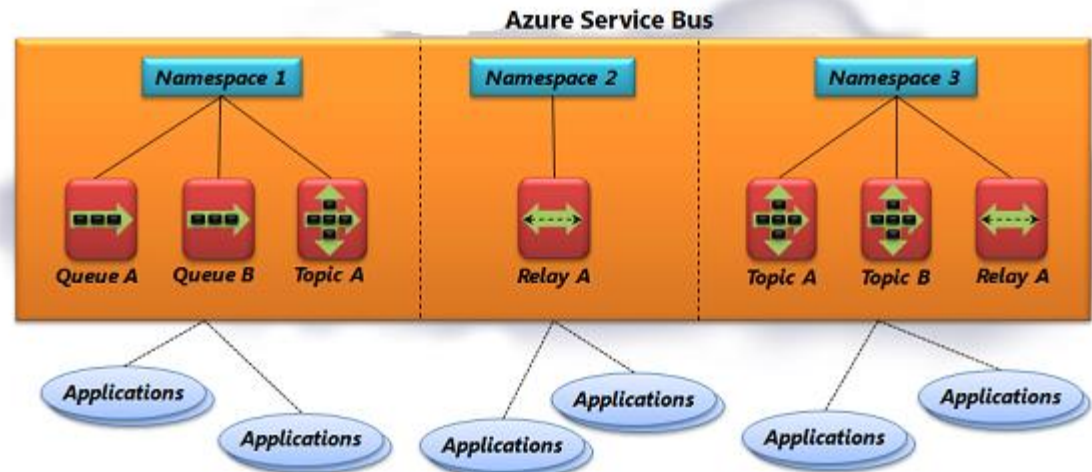 Azure Service Bus
Namespace 1
Namespace 2
Namespace 3
Queue A
Queue B
Topic A
Relay A
Topic A
Topic B
Relay A
Applications
Applications
Applications
Applications
Applications
Applications